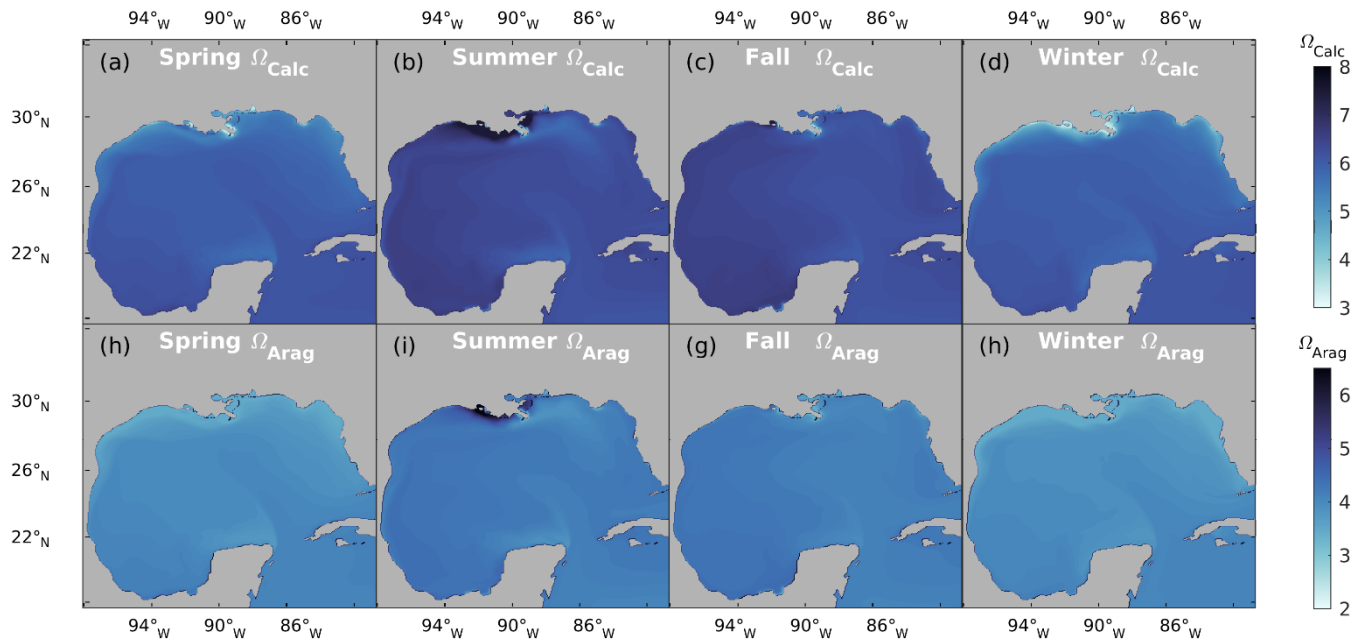 94°W 90°W 86°W 94°W 90°W 86°W 94°W 90°W 86°W 94°W 90°W 86°W
(a) Spring ΩCalc (b) Summer ΩCalc (c) Fall ΩCalc (d) Winter ΩCalc
30°N
26°N
22°N
ΩCalc
8
7
6
5
4
3
(h) Spring ΩArag (i) Summer ΩArag (g) Fall ΩArag (h) Winter ΩArag
30°N
26°N
22°N
ΩArag
6
5
4
3
2
94°W 90°W 86°W 94°W 90°W 86°W 94°W 90°W 86°W 94°W 90°W 86°W